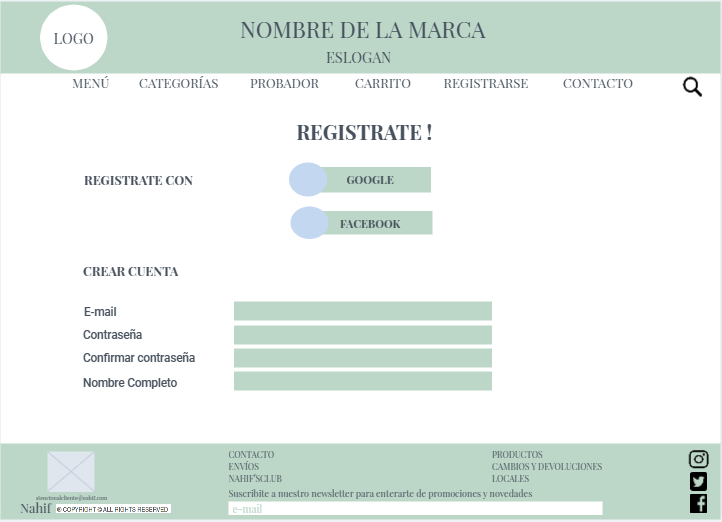 LOGO
NOMBRE DE LA MARCA
ESLOGAN
MENÚ CATEGORÍAS PROBADOR CARRITO REGISTRARSE CONTACTO
REGISTRATE !
REGISTRATE CON
GOOGLE
FACEBOOK
CREAR CUENTA
E-mail
Contraseña
Confirmar contraseña
Nombre Completo
atencionalcliente@nahif.com
Nahif © COPYRIGHT © ALL RIGHTS RESERVED
CONTACTO
ENVÍOS
NAHIF'SCLUB
PRODUCTOS
CAMBIOS Y DEVOLUCIONES
LOCALES
Suscribite a nuestro newsletter para enterarte de promociones y novedades
e-mail